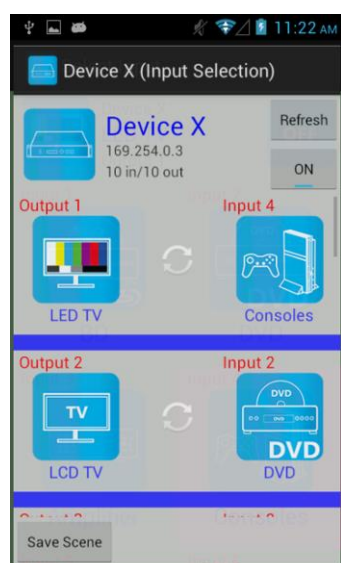 11:22 AM
Device X (Input Selection)
Device X
169.254.0.3
10 in/10 out
Refresh
ON
Output 1
Input 4
LED TV
Consoles
Output 2
Input 2
TV
DVD
DVD
LCD TV
DVD
Save Scene